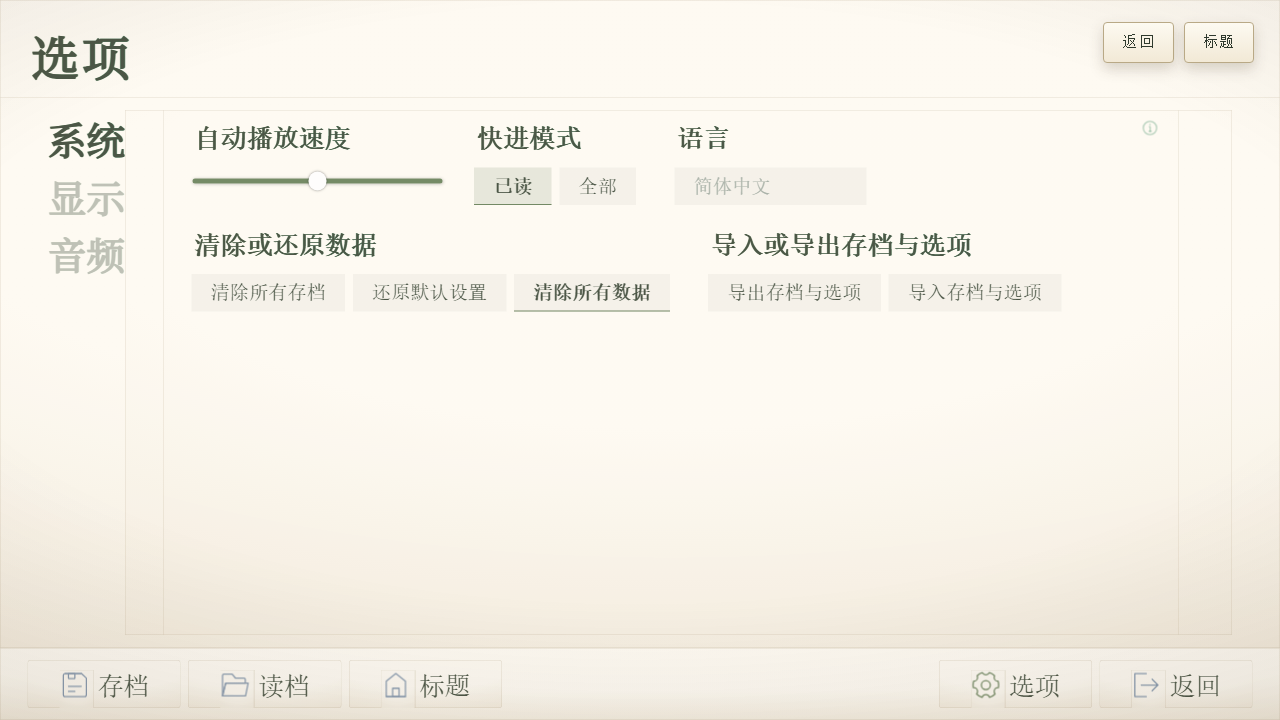 选项
返回
标题
系统
显示
音频
自动播放速度
快进模式
语言
已读
全部
简体中文
清除或还原数据
导入或导出存档与选项
清除所有存档
还原默认设置
清除所有数据
导出存档与选项
导入存档与选项
存档
读档
标题
选项
返回